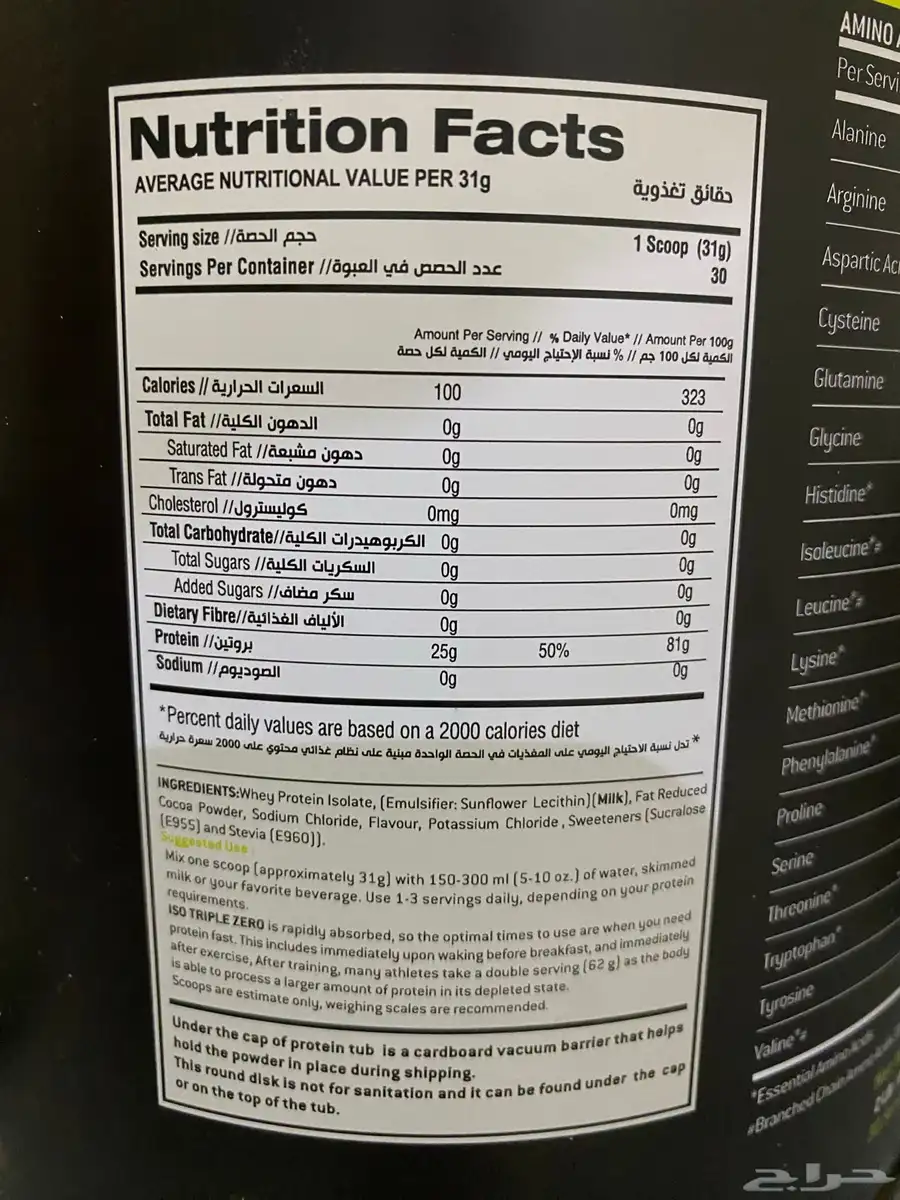 Nutrition Facts
AVERAGE NUTRITIONAL VALUE PER 31g
حقائق تغذوية
Serving size // حجم الحصة 1 Scoop (31g)
Servings Per Container // عدد الحصص في العبوة 30
Amount Per Serving // % Daily Value* // Amount Per 100g
الكمية لكل 100 جم // % نسبة الإحتياج اليومي // الكمية لكل حصة
Calories // السعرات الحرارية 100 323
Total Fat // الدهون الكلية 0g 0g
Saturated Fat // دهون مشبعة 0g 0g
Trans Fat // دهون متحولة 0g 0g
Cholesterol // كوليسترول 0mg 0mg
Total Carbohydrate// الكربوهيدرات الكلية 0g 0g
Total Sugars // السكريات الكلية 0g 0g
Added Sugars // سكر مضاف 0g 0g
Dietary Fibre// الألياف الغذائية 0g 0g
Protein // بروتين 25g 50% 81g
Sodium // الصوديوم 0g 0g
*Percent daily values are based on a 2000 calories diet
* تدل نسبة الاحتياج اليومي على المغذيات في الحصة الواحدة مبنية على نظام غذائي محتوي على 2000 سعرة حرارية
INGREDIENTS:Whey Protein Isolate, (Emulsifier: Sunflower Lecithin)(Milk), Fat Reduced
Cocoa Powder, Sodium Chloride, Flavour, Potassium Chloride , Sweeteners (Sucralose
(E955) and Stevia (E960)).
Suggested Use :
Mix one scoop (approximately 31g) with 150-300 ml (5-10 oz.) of water, skimmed
milk or your favorite beverage. Use 1-3 servings daily, depending on your protein
requirements.
ISO TRIPLE ZERO is rapidly absorbed, so the optimal times to use are when you need
protein fast. This includes immediately upon waking before breakfast, and immediately
after exercise, After training, many athletes take a double serving (62 g) as the body
is able to process a larger amount of protein in its depleted state.
Scoops are estimate only, weighing scales are recommended.
Under the cap of protein tub is a cardboard vacuum barrier that helps
hold the powder in place during shipping.
This round disk is not for sanitation and it can be found under the cap
or on the top of the tub.
AMINO
Per Servi
Alanine
Arginine
Aspartic Aci
Cysteine
Glutamine
Glycine
Histidine*
Isoleucine*#
Leucine*#
Lysine*
Methionine*
Phenylalanine*
Proline
Serine
Threonine*
Tryptophan*
Tyrosine
Valine*#
*Essential Amino Acids
#Branched Chain Amino Acids
حراج